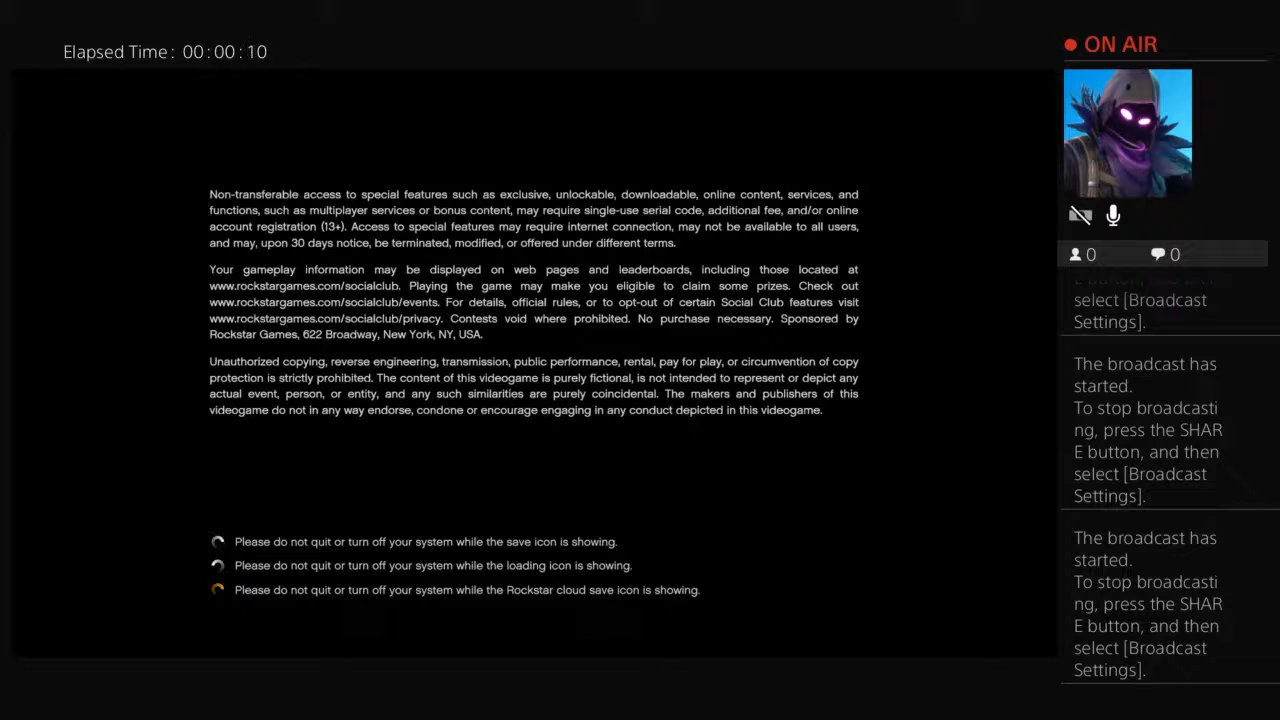 Elapsed Time: 00:00:10
ON AIR
Non-transferable access to special features such as exclusive, unlockable, downloadable, online content, services, and
functions, such as multiplayer services or bonus content, may require single-use serial code, additional fee, and/or online
account registration (13+). Access to special features may require internet connection, may not be available to all users,
and may, upon 30 days notice, be terminated, modified, or offered under different terms.
Your gameplay information may be displayed on web pages and leaderboards, including those located at
www.rockstargames.com/socialclub. Playing the game may make you eligible to claim some prizes. Check out
www.rockstargames.com/socialclub/events. For details, official rules, or to opt-out of certain Social Club features visit
www.rockstargames.com/socialclub/privacy. Contests void where prohibited. No purchase necessary. Sponsored by
Rockstar Games, 622 Broadway, New York, NY, USA.
Unauthorized copying, reverse engineering, transmission, public performance, rental, pay for play, or circumvention of copy
protection is strictly prohibited. The content of this videogame is purely fictional, is not intended to represent or depict any
actual event, person, or entity, and any such similarities are purely coincidental. The makers and publishers of this
videogame do not in any way endorse, condone or encourage engaging in any conduct depicted in this videogame.
Please do not quit or turn off your system while the save icon is showing.
Please do not quit or turn off your system while the loading icon is showing.
Please do not quit or turn off your system while the Rockstar cloud save icon is showing.
0 0
select [Broadcast
Settings].
The broadcast has
started.
To stop broadcasti
ng, press the SHAR
E button, and then
select [Broadcast
Settings].
The broadcast has
started.
To stop broadcasti
ng, press the SHAR
E button, and then
select [Broadcast
Settings].